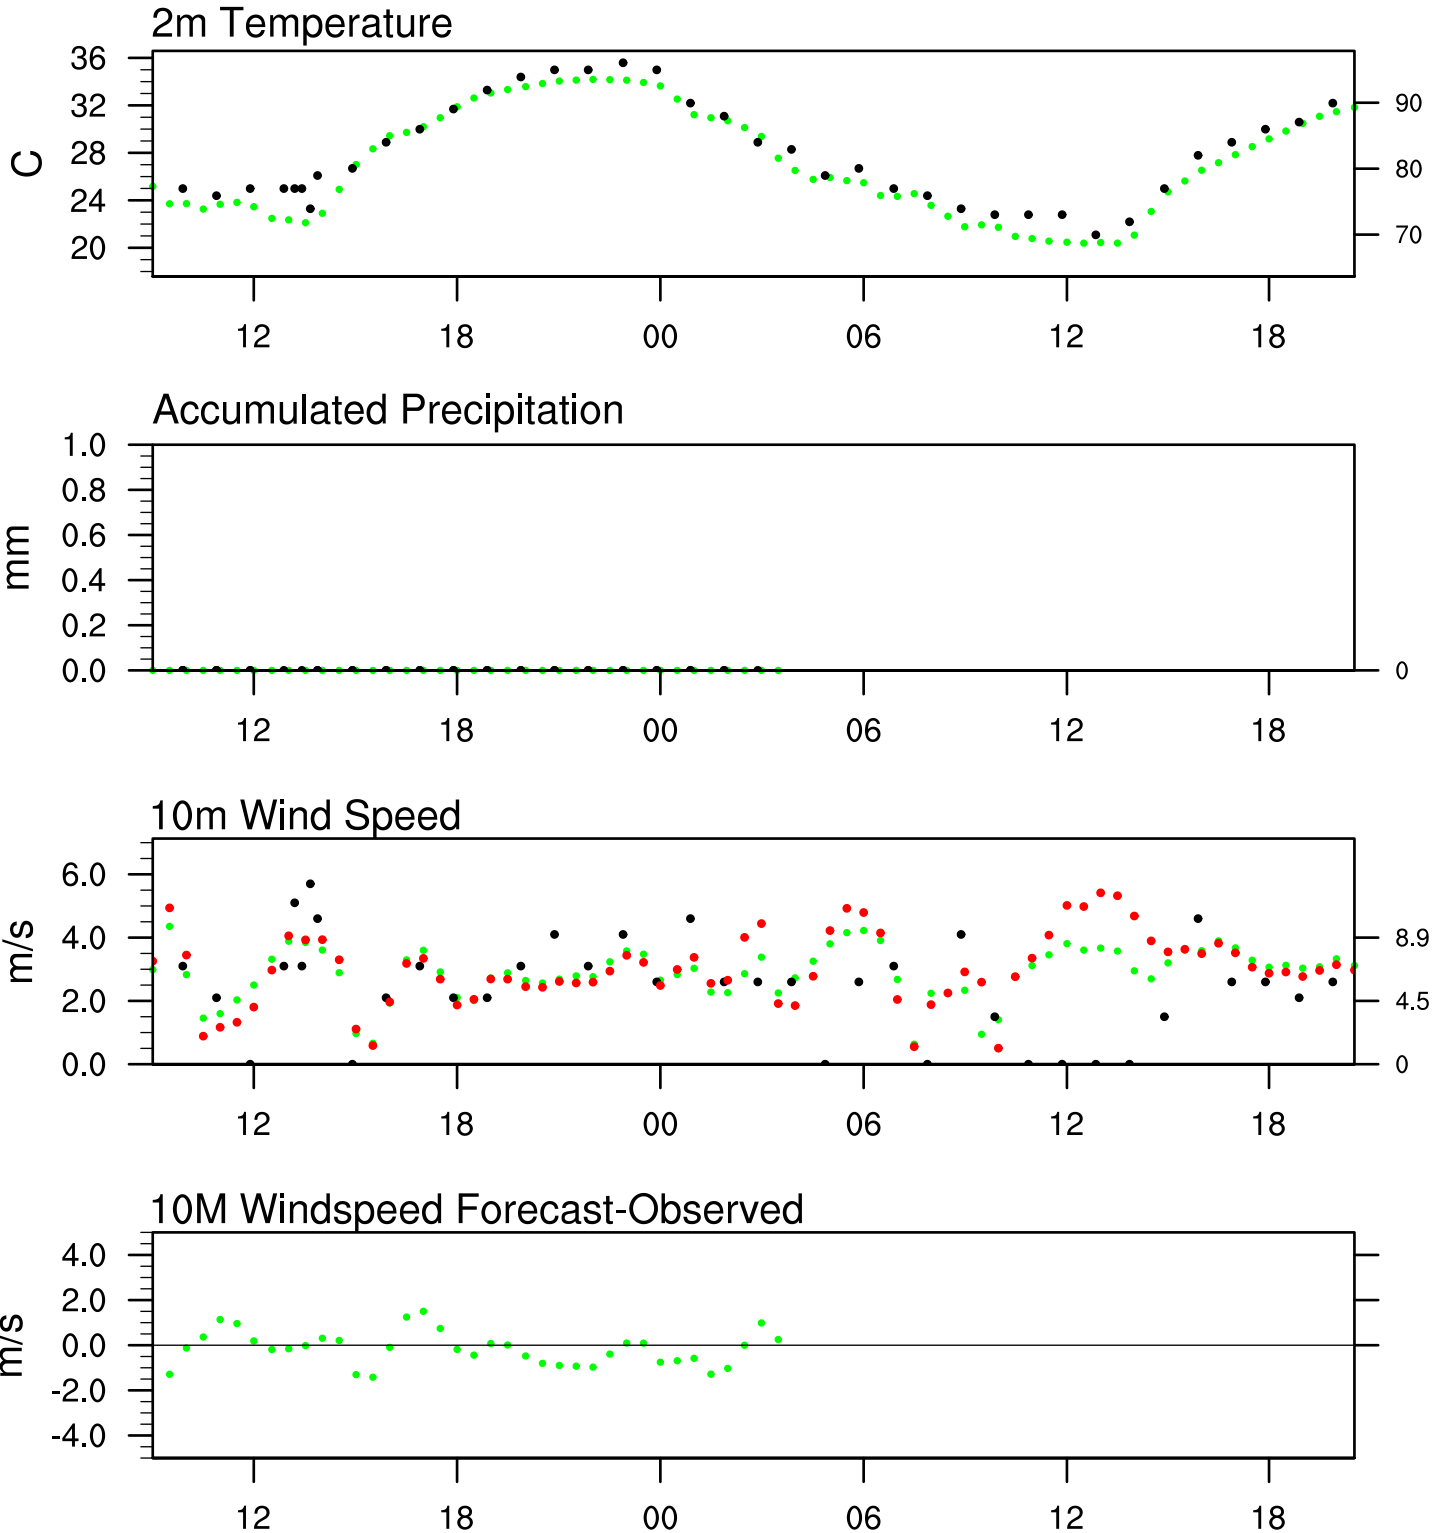 2m Temperature
36
32
28
24
20
C
90
80
70
12 18 00 06 12 18
Accumulated Precipitation
1.0
0.8
0.6
0.4
0.2
0.0
mm
0
12 18 00 06 12 18
10m Wind Speed
6.0
4.0
2.0
0.0
m/s
8.9
4.5
0
12 18 00 06 12 18
10M Windspeed Forecast-Observed
4.0
2.0
0.0
-2.0
-4.0
m/s
12 18 00 06 12 18